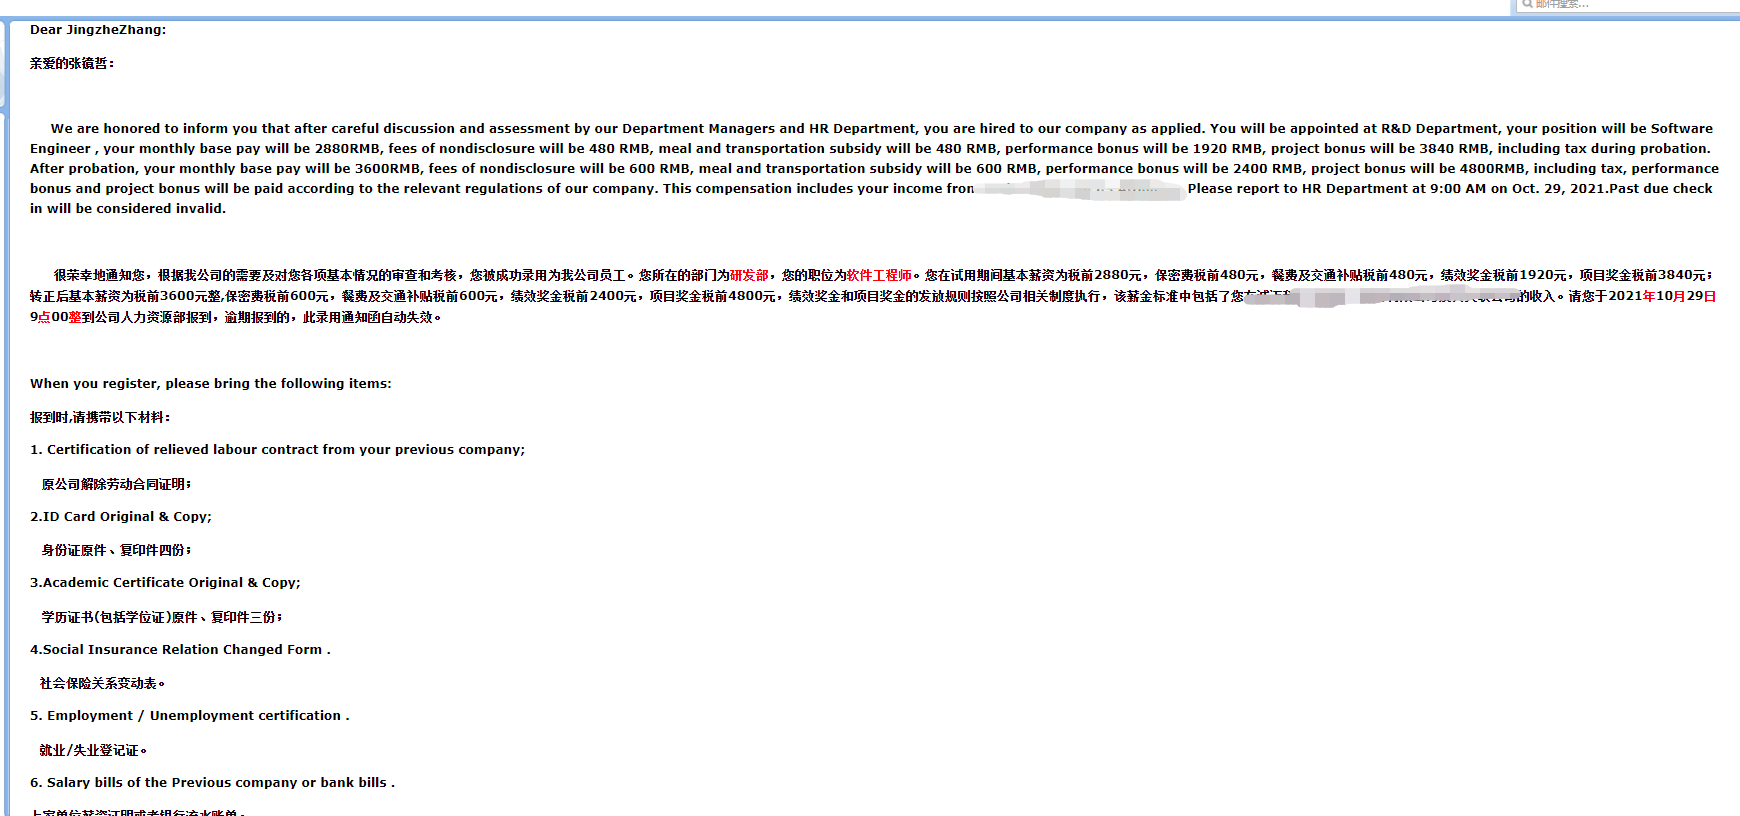 邮件搜索...
Dear JingzheZhang:
亲爱的张镜哲：
We are honored to inform you that after careful discussion and assessment by our Department Managers and HR Department, you are hired to our company as applied. You will be appointed at R&D Department, your position will be Software
Engineer , your monthly base pay will be 2880RMB, fees of nondisclosure will be 480 RMB, meal and transportation subsidy will be 480 RMB, performance bonus will be 1920 RMB, project bonus will be 3840 RMB, including tax during probation.
After probation, your monthly base pay will be 3600RMB, fees of nondisclosure will be 600 RMB, meal and transportation subsidy will be 600 RMB, performance bonus will be 2400 RMB, project bonus will be 4800RMB, including tax, performance
bonus and project bonus will be paid according to the relevant regulations of our company. This compensation includes your income from Please report to HR Department at 9:00 AM on Oct. 29, 2021.Past due check
in will be considered invalid.
很荣幸地通知您，根据我公司的需要及对您各项基本情况的审查和考核，您被成功录用为我公司员工。您所在的部门为研发部，您的职位为软件工程师。您在试用期间基本薪资为税前2880元，保密费税前480元，餐费及交通补贴税前480元，绩效奖金税前1920元，项目奖金税前3840元；
转正后基本薪资为税前3600元整,保密费税前600元，餐费及交通补贴税前600元，绩效奖金税前2400元，项目奖金税前4800元，绩效奖金和项目奖金的发放规则按照公司相关制度执行，该薪金标准中包括了您 的收入。请您于2021年10月29日
9点00整到公司人力资源部报到，逾期报到的，此录用通知函自动失效。
When you register, please bring the following items:
报到时,请携带以下材料：
1. Certification of relieved labour contract from your previous company;
原公司解除劳动合同证明；
2.ID Card Original & Copy;
身份证原件、复印件四份；
3.Academic Certificate Original & Copy;
学历证书(包括学位证)原件、复印件三份；
4.Social Insurance Relation Changed Form .
社会保险关系变动表。
5. Employment / Unemployment certification .
就业/失业登记证。
6. Salary bills of the Previous company or bank bills .
上家单位薪资证明或者银行流水账单。